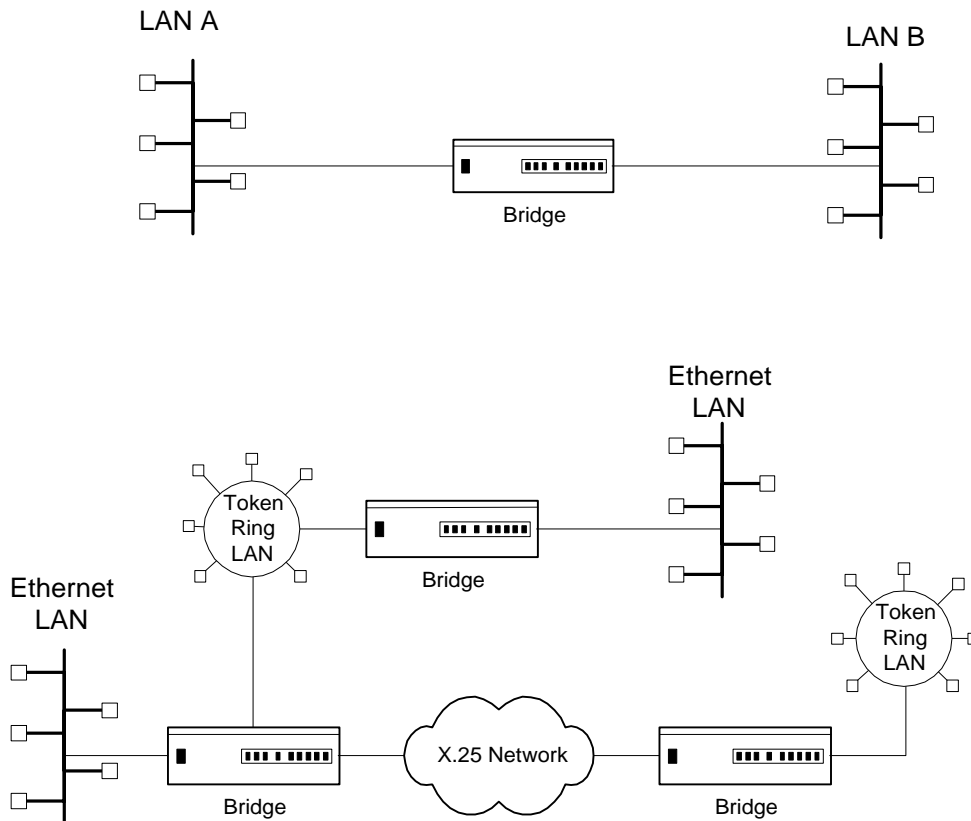 LAN A
LAN B
Bridge
Ethernet
LAN
Token
Ring
LAN
Bridge
Ethernet
LAN
Token
Ring
LAN
X.25 Network
Bridge
Bridge